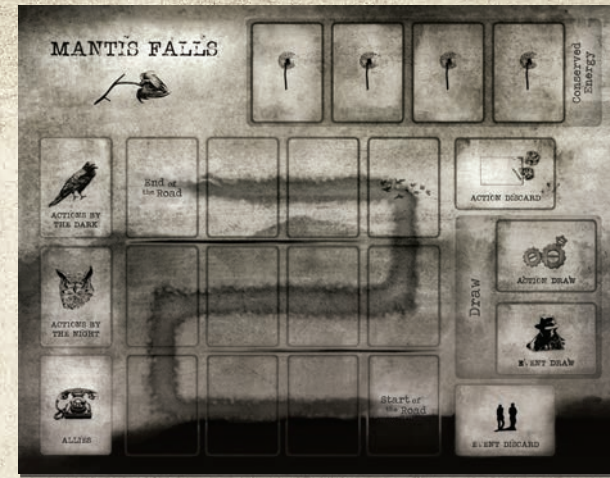 MANTIS FALLS
Conserved
Energy
End of
the Road
ACTIONS BY
THE DARK
ACTION DISCARD
Draw
ACTION DRAW
ACTIONS BY
THE NIGHT
EVENT DRAW
Start of
the Road
ALLIES
EVENT DISCARD